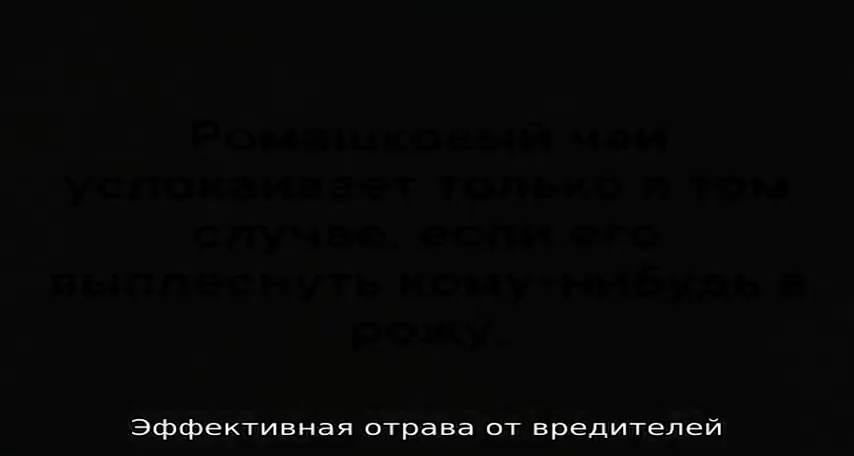 Ромашковый чай
успокаивает только в том
случае, если его
выплеснуть кому-нибудь в
рожу.
Эффективная отрава от вредителей